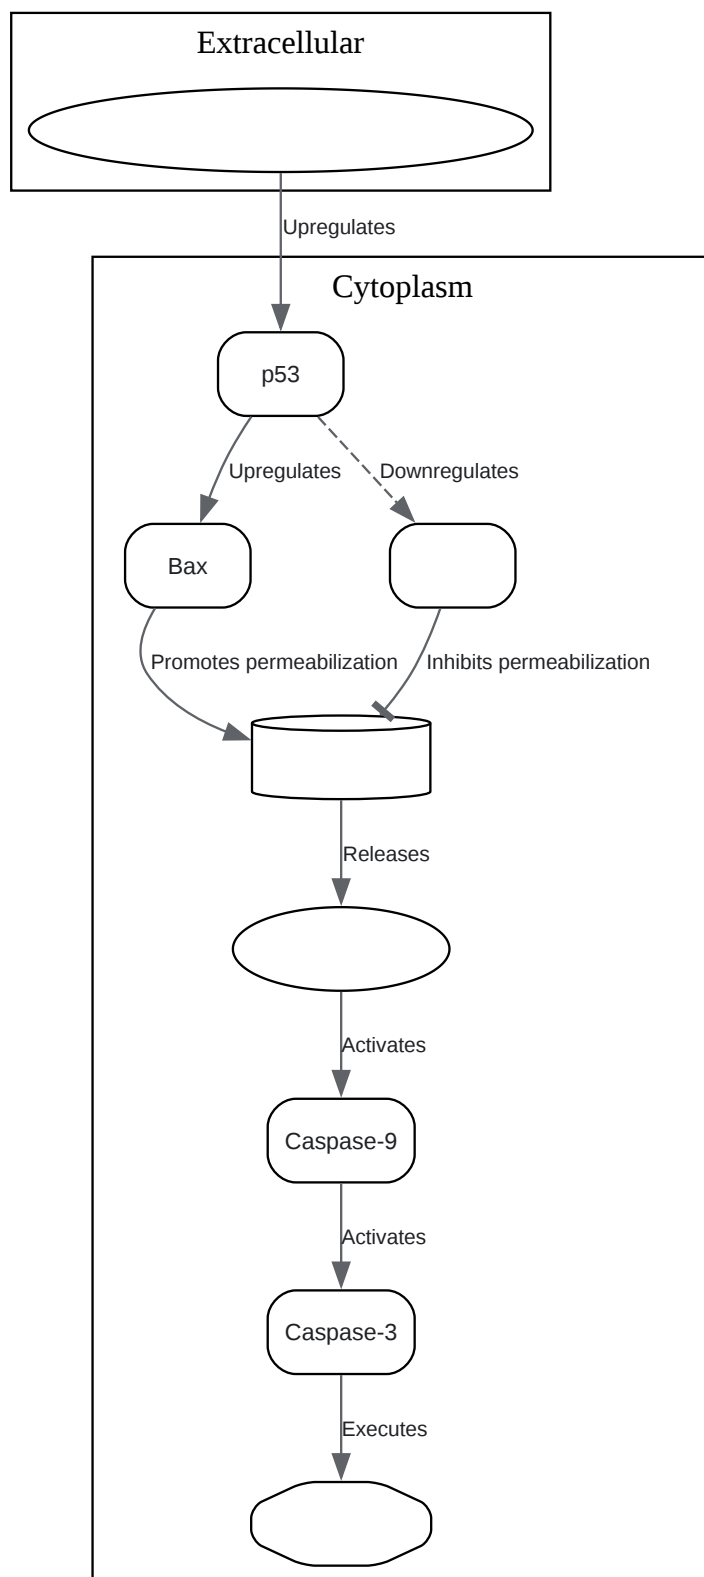 Extracellular
Upregulates
Cytoplasm
p53
Upregulates
Downregulates
Bax
Promotes permeabilization
Inhibits permeabilization
Releases
Activates
Caspase-9
Activates
Caspase-3
Executes